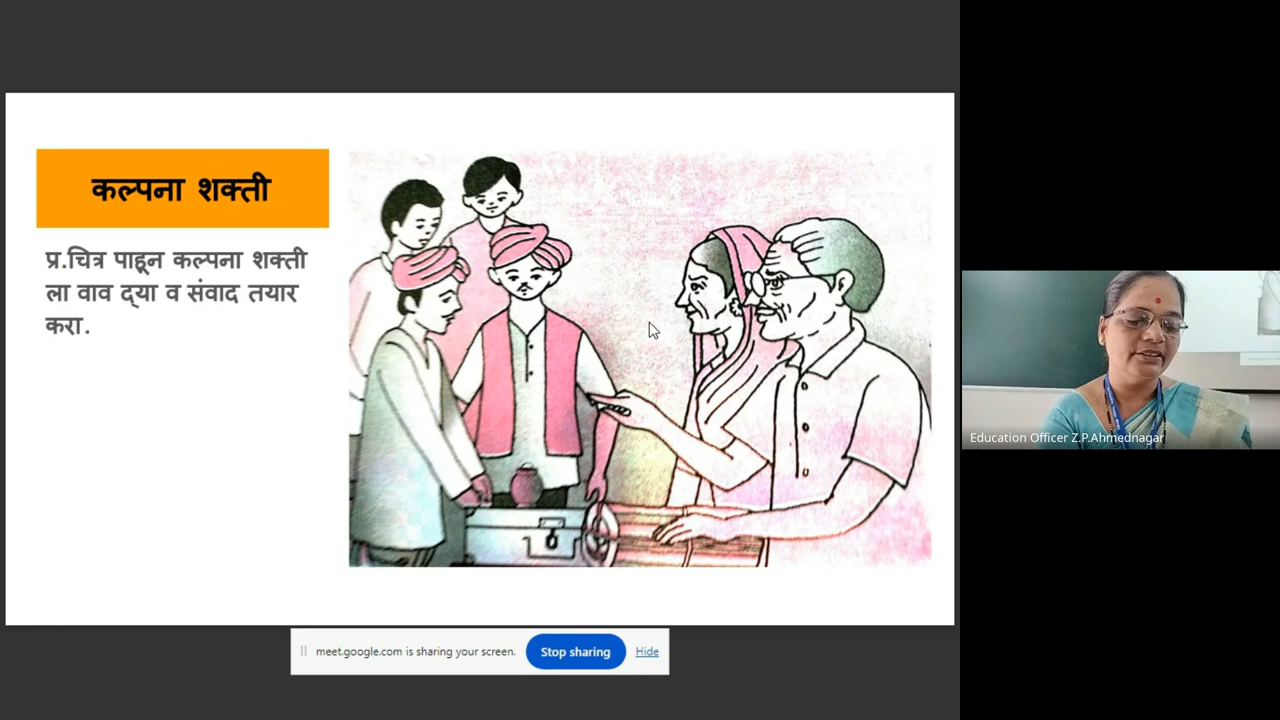 कल्पना शक्ती
प्र.चित्र पाहून कल्पना शक्ती
ला वाव द्या व संवाद तयार
करा.
Education Officer Z.P.Ahmednagar
meet.google.com is sharing your screen.
Stop sharing
Hide